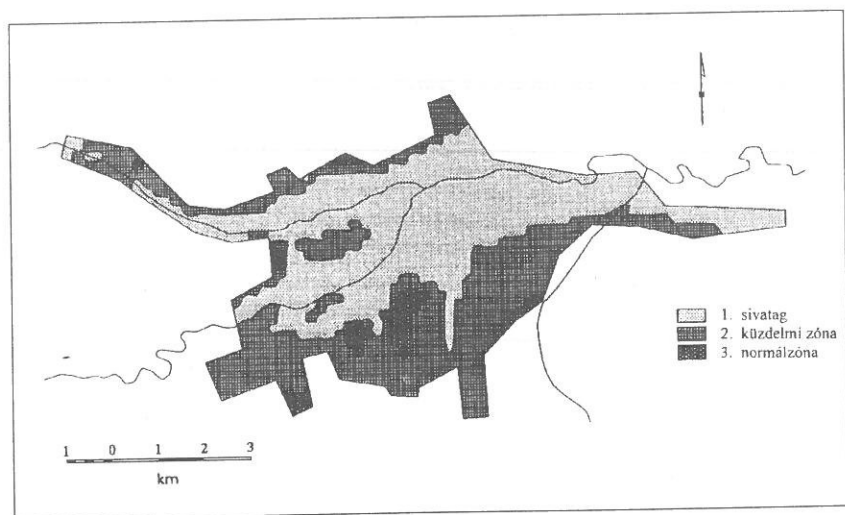 1. sivatag
2. küzdelmi zóna
3. normálzóna
1 0 1 2 3
km